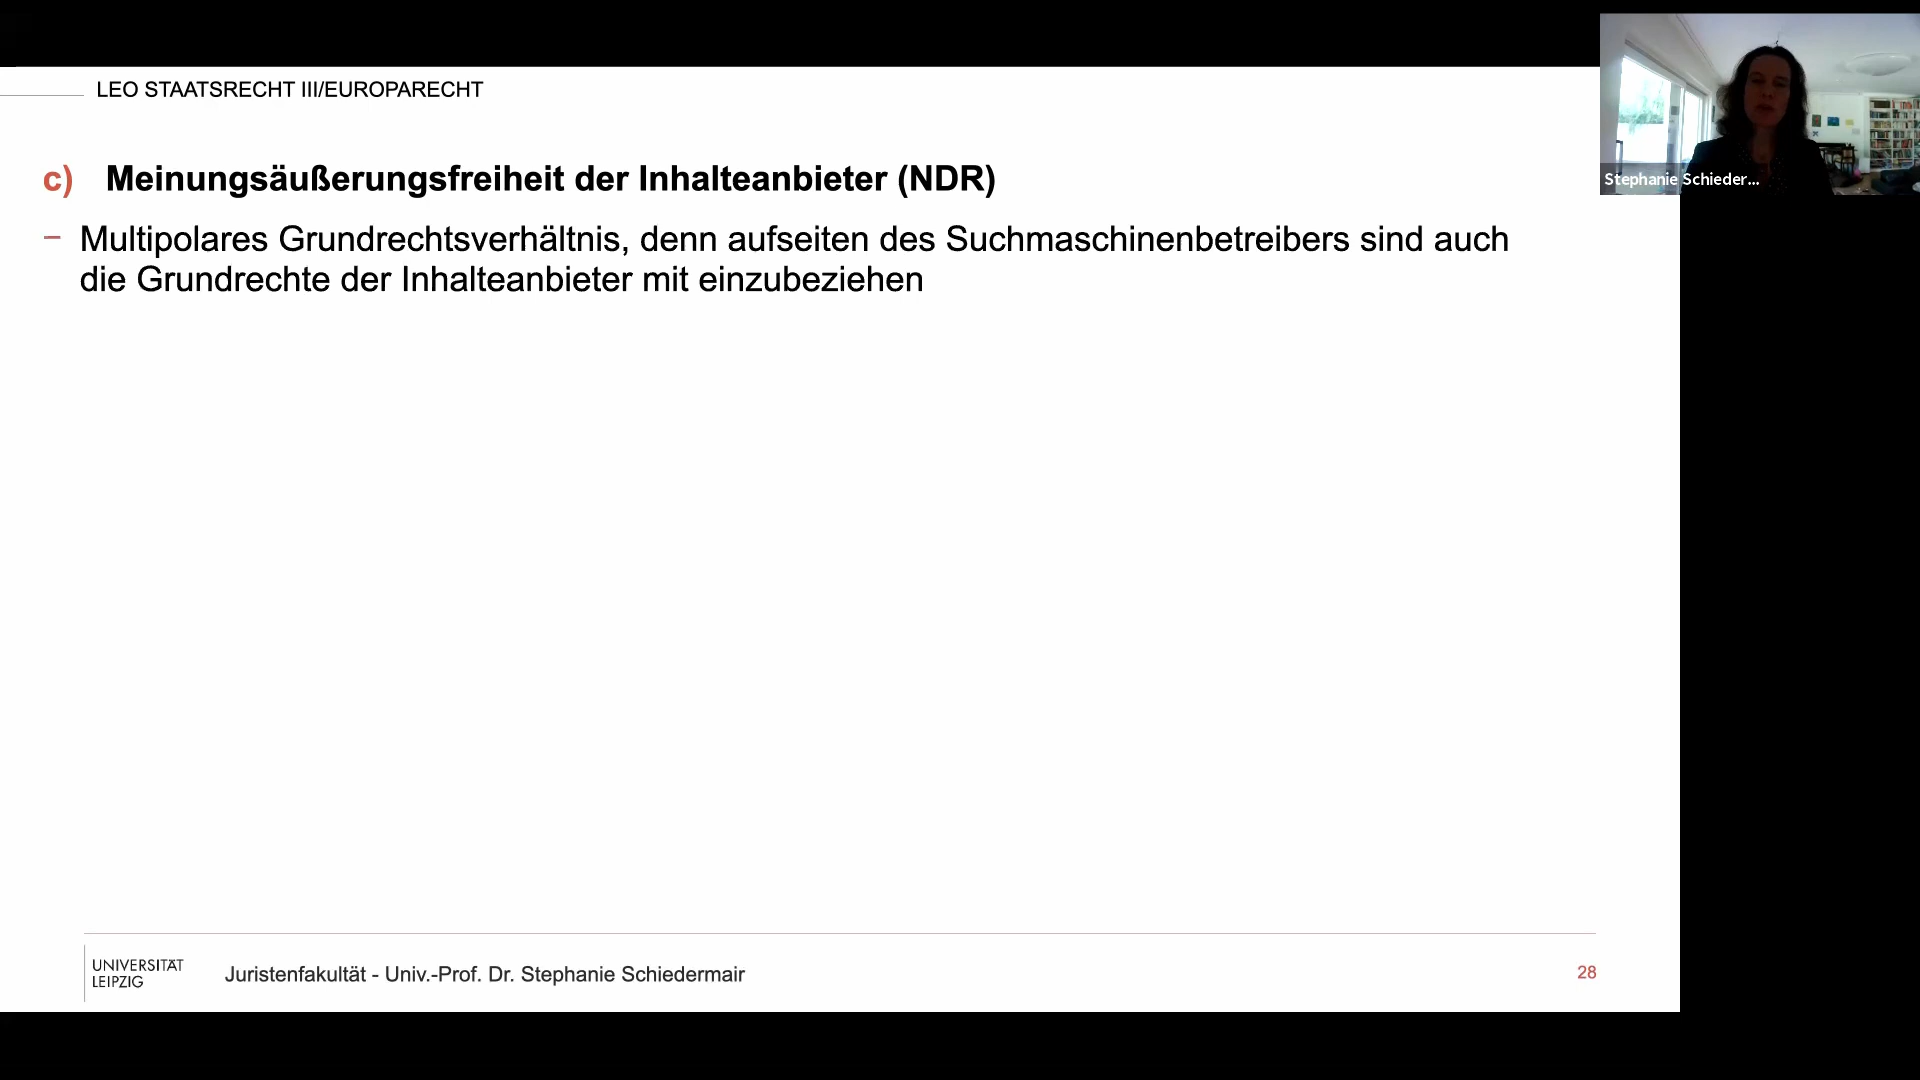 LEO STAATSRECHT III/EUROPARECHT
Stephanie Schieder...
c) Meinungsäußerungsfreiheit der Inhalteanbieter (NDR)
– Multipolares Grundrechtsverhältnis, denn aufseiten des Suchmaschinenbetreibers sind auch
die Grundrechte der Inhalteanbieter mit einzubeziehen
UNIVERSITÄT
LEIPZIG
Juristenfakultät - Univ.-Prof. Dr. Stephanie Schiedermair
28